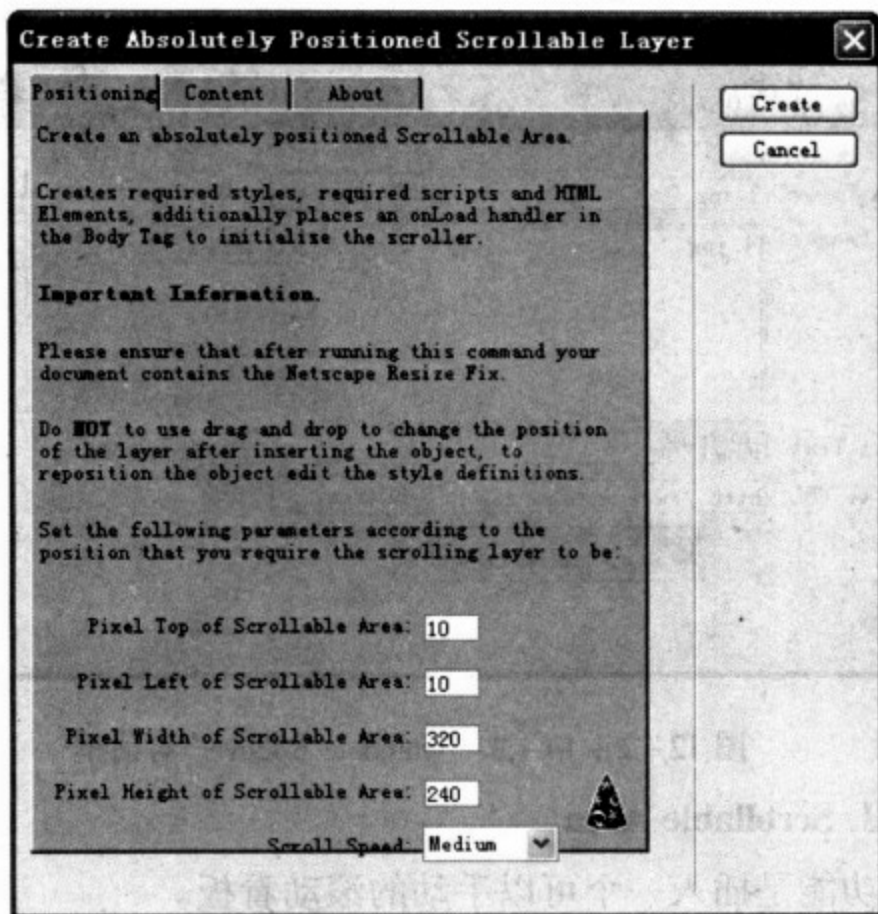 Create Absolutely Positioned Scrollable Layer
Positioning Content About
Create
Cancel
Create an absolutely positioned Scrollable Area.
Creates required styles, required scripts and HTML
Elements, additionally places an onLoad handler in
the Body Tag to initialise the scroller.
Important Information.
Please ensure that after running this command your
document contains the Netscape Resize Fix.
Do NOT to use drag and drop to change the position
of the layer after inserting the object, to
reposition the object edit the style definitions.
Set the following parameters according to the
position that you require the scrolling layer to be:
Pixel Top of Scrollable Area: 10
Pixel Left of Scrollable Area: 10
Pixel Width of Scrollable Area: 320
Pixel Height of Scrollable Area: 240
Scroll Speed: Medium